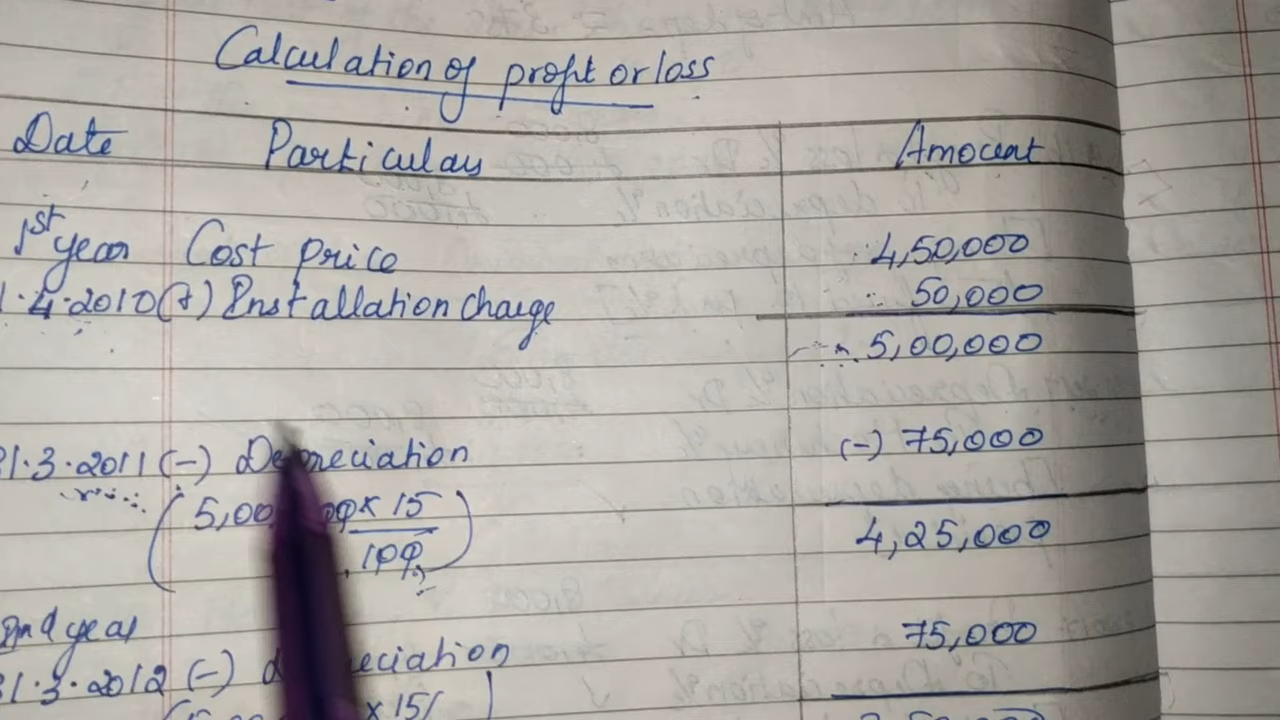 Calculation of profit or loss
Date Particulars Amount
1st year Cost price 4,50,000
1.4.2010 (+) Installation charge 50,000
5,00,000
31.3.2011 (-) Depreciation (-) 75,000
5,00 × 15
100
4,25,000
2nd year
75,000
31.3.2012 (-)
× 15/